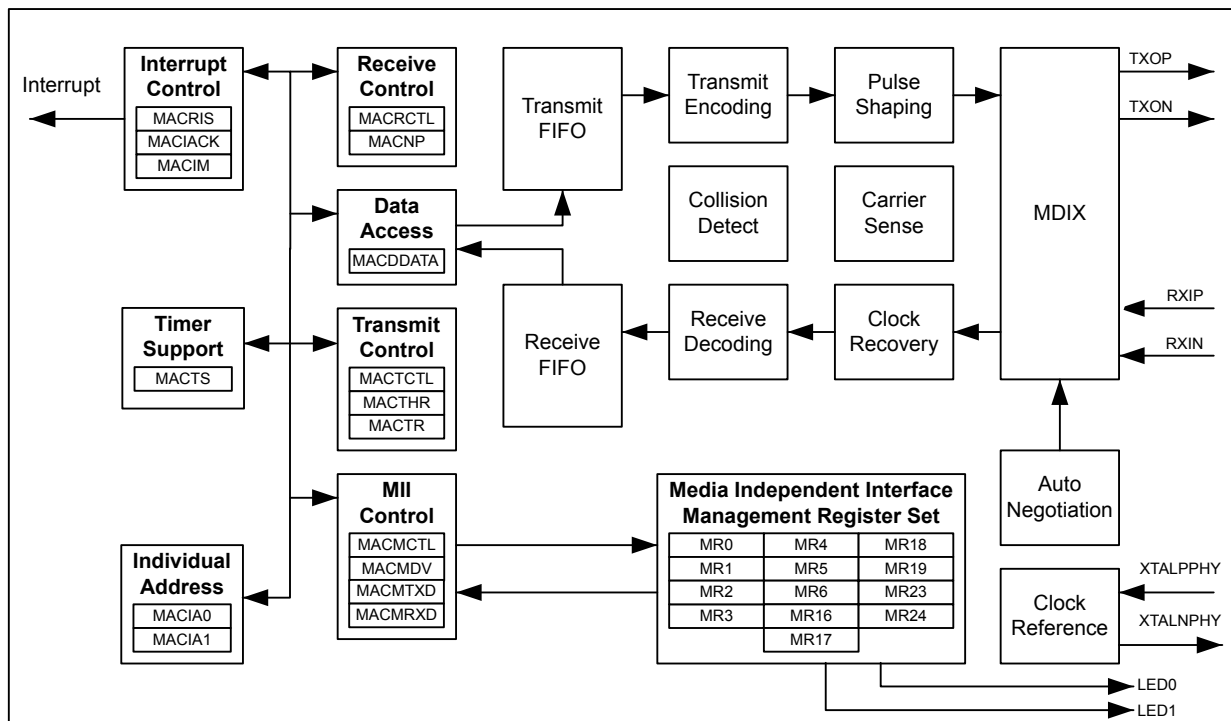 Interrupt
Interrupt
Control
MACRIS
MACIACK
MACIM
Receive
Control
MACRCTL
MACNP
Data
Access
MACDDATA
Timer
Support
MACTS
Transmit
Control
MACTCTL
MACTHR
MACTR
Individual
Address
MACIA0
MACIA1
MII
Control
MACMCTL
MACMDV
MACMTXD
MACMRXD
Transmit
FIFO
Transmit
Encoding
Pulse
Shaping
Collision
Detect
Carrier
Sense
Receive
FIFO
Receive
Decoding
Clock
Recovery
MDIX
TXOP
TXON
RXIP
RXIN
Auto
Negotiation
Media Independent Interface
Management Register Set
MR0 MR4 MR18
MR1 MR5 MR19
MR2 MR6 MR23
MR3 MR16 MR24
MR17
Clock
Reference
XTALPPHY
XTALNPHY
LED0
LED1